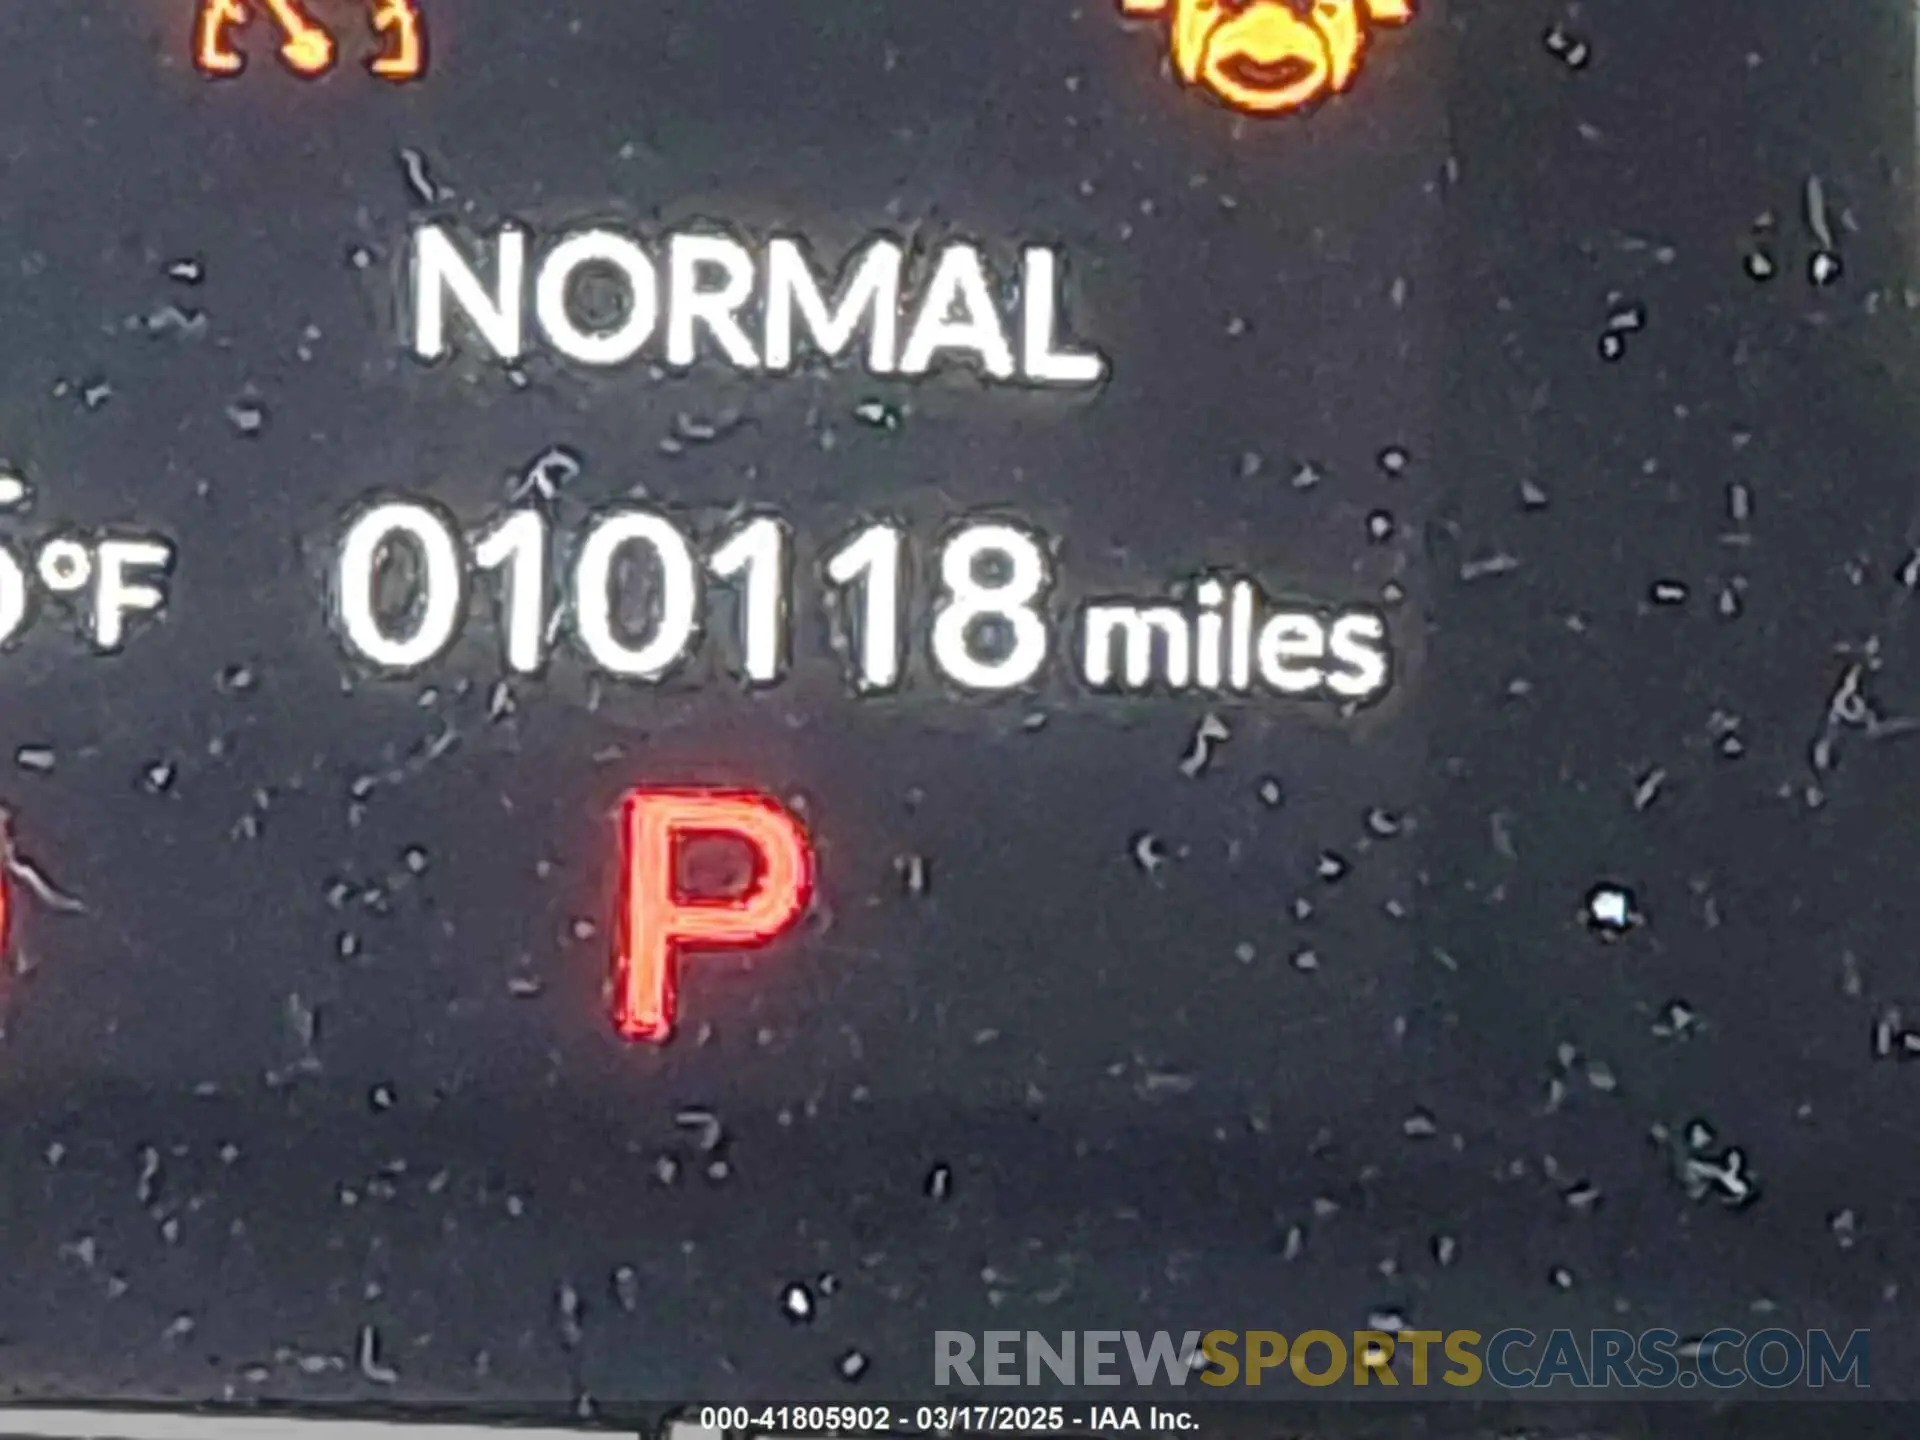 NORMAL
°F 010118 miles
P
RENEWSPORTSCARS.COM
000-41805902 - 03/17/2025 - IAA Inc.